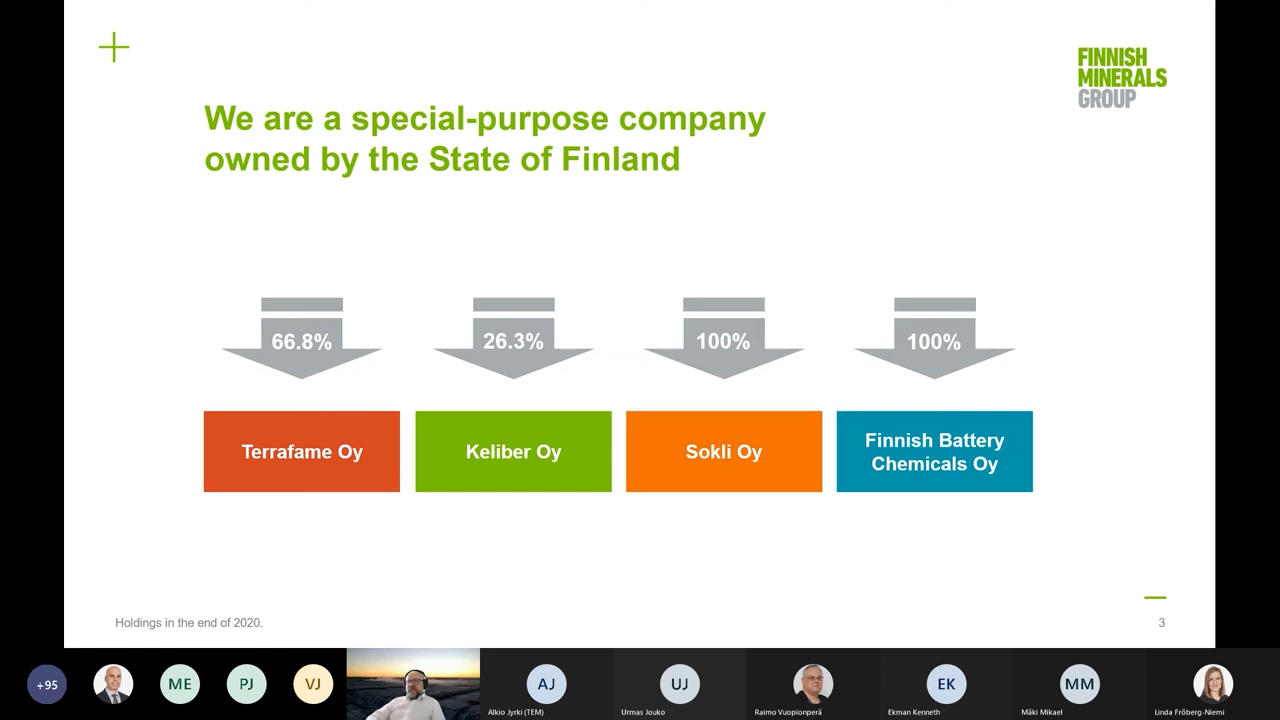 FINNISH
MINERALS
GROUP
We are a special-purpose company
owned by the State of Finland
66.8%
26.3%
100%
100%
Terrafame Oy
Keliber Oy
Sokli Oy
Finnish Battery
Chemicals Oy
Holdings in the end of 2020.
3
+95
ME
PJ
VJ
AJ
UJ
EK
MM
Alkio Jyrki (TEM)
Urmas Jouko
Raimo Vuopionperä
Ekman Kenneth
Mäki Mikael
Linda Fröberg-Niemi